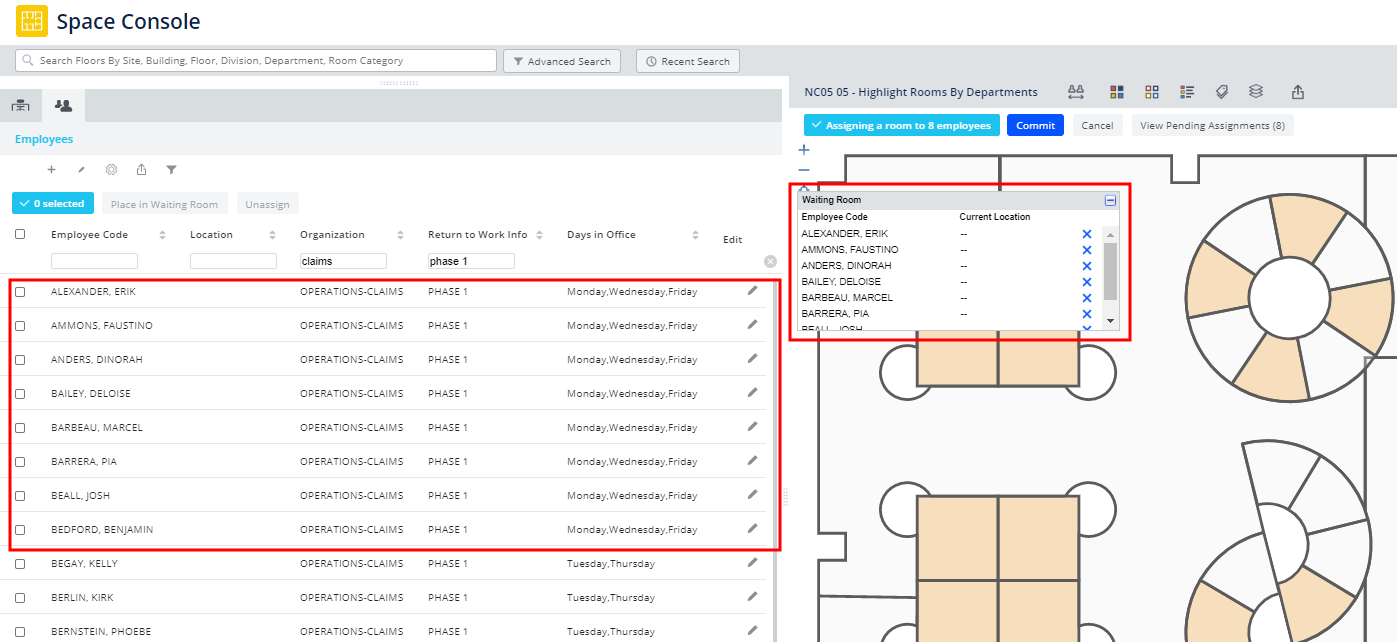 Space Console
Search Floors By Site, Building, Floor, Division, Department, Room Category
Advanced Search
Recent Search
Employees
0 selected
Place in Waiting Room
Unassign
Employee Code Location Organization Return to Work Info Days in Office Edit
claims phase 1
ALEXANDER, ERIK OPERATIONS-CLAIMS PHASE 1 Monday,Wednesday,Friday
AMMONS, FAUSTINO OPERATIONS-CLAIMS PHASE 1 Monday,Wednesday,Friday
ANDERS, DINORAH OPERATIONS-CLAIMS PHASE 1 Monday,Wednesday,Friday
BAILEY, DELOISE OPERATIONS-CLAIMS PHASE 1 Monday,Wednesday,Friday
BARBEAU, MARCEL OPERATIONS-CLAIMS PHASE 1 Monday,Wednesday,Friday
BARRERA, PIA OPERATIONS-CLAIMS PHASE 1 Monday,Wednesday,Friday
BEALL, JOSH OPERATIONS-CLAIMS PHASE 1 Monday,Wednesday,Friday
BEDFORD, BENJAMIN OPERATIONS-CLAIMS PHASE 1 Monday,Wednesday,Friday
BEGAY, KELLY OPERATIONS-CLAIMS PHASE 1 Tuesday,Thursday
BERLIN, KIRK OPERATIONS-CLAIMS PHASE 1 Tuesday,Thursday
BERNSTEIN, PHOEBE OPERATIONS-CLAIMS PHASE 1 Tuesday,Thursday
NC05 05 - Highlight Rooms By Departments
Assigning a room to 8 employees
Commit
Cancel
View Pending Assignments (8)
Waiting Room
Employee Code Current Location
ALEXANDER, ERIK --
AMMONS, FAUSTINO --
ANDERS, DINORAH --
BAILEY, DELOISE --
BARBEAU, MARCEL --
BARRERA, PIA --
BEALL, JOSH